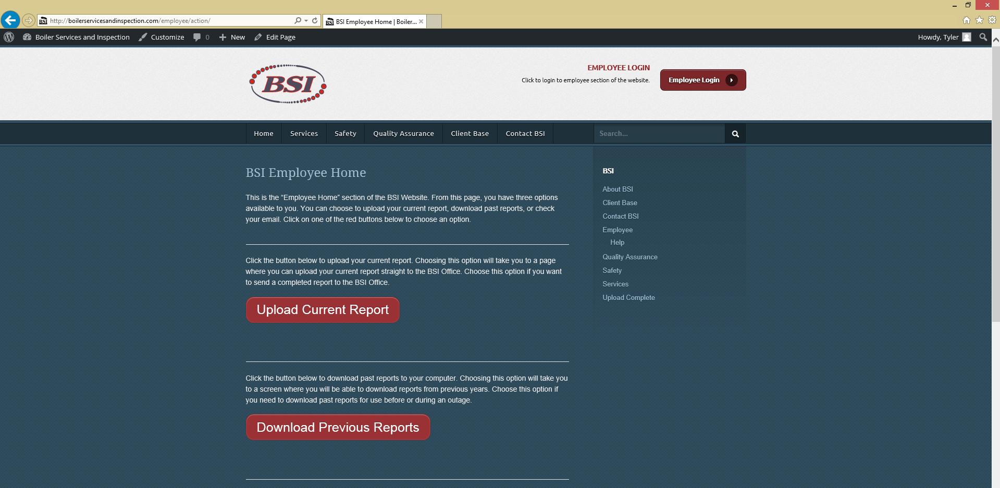 http://boilerservicesandinspection.com/employee/action/
BSI Employee Home | Boiler...
Boiler Services and Inspection
Customize
0
New
Edit Page
Howdy, Tyler
BSI
EMPLOYEE LOGIN
Click to login to employee section of the website.
Employee Login
Home
Services
Safety
Quality Assurance
Client Base
Contact BSI
Search...
BSI Employee Home
This is the “Employee Home” section of the BSI Website. From this page, you have three options
available to you. You can choose to upload your current report, download past reports, or check
your email. Click on one of the red buttons below to choose an option.
Click the button below to upload your current report. Choosing this option will take you to a page
where you can upload your current report straight to the BSI Office. Choose this option if you want
to send a completed report to the BSI Office.
Upload Current Report
Click the button below to download past reports to your computer. Choosing this option will take you
to a screen where you will be able to download reports from previous years. Choose this option if
you need to download past reports for use before or during an outage.
Download Previous Reports
BSI
About BSI
Client Base
Contact BSI
Employee
Help
Quality Assurance
Safety
Services
Upload Complete